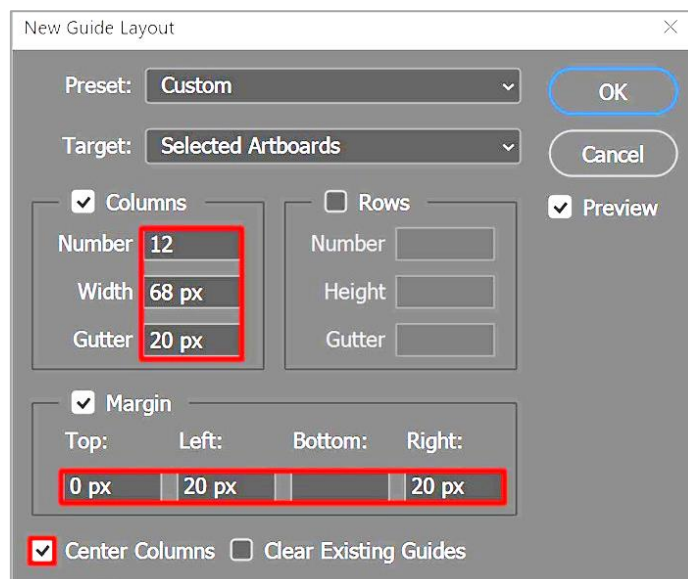 New Guide Layout
Preset: Custom
OK
Target: Selected Artboards
Cancel
Columns
Rows
Preview
Number 12
Number
Width 68 px
Height
Gutter 20 px
Gutter
Margin
Top: Left: Bottom: Right:
0 px 20 px 20 px
Center Columns Clear Existing Guides